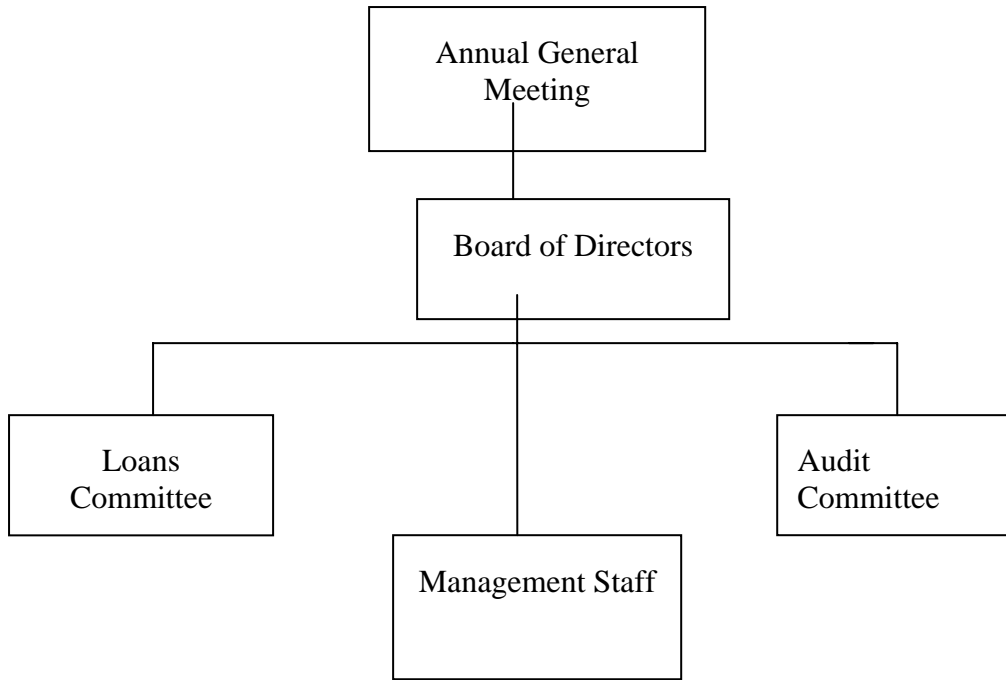 Annual General
Meeting
Board of Directors
Loans
Committee
Audit
Committee
Management Staff